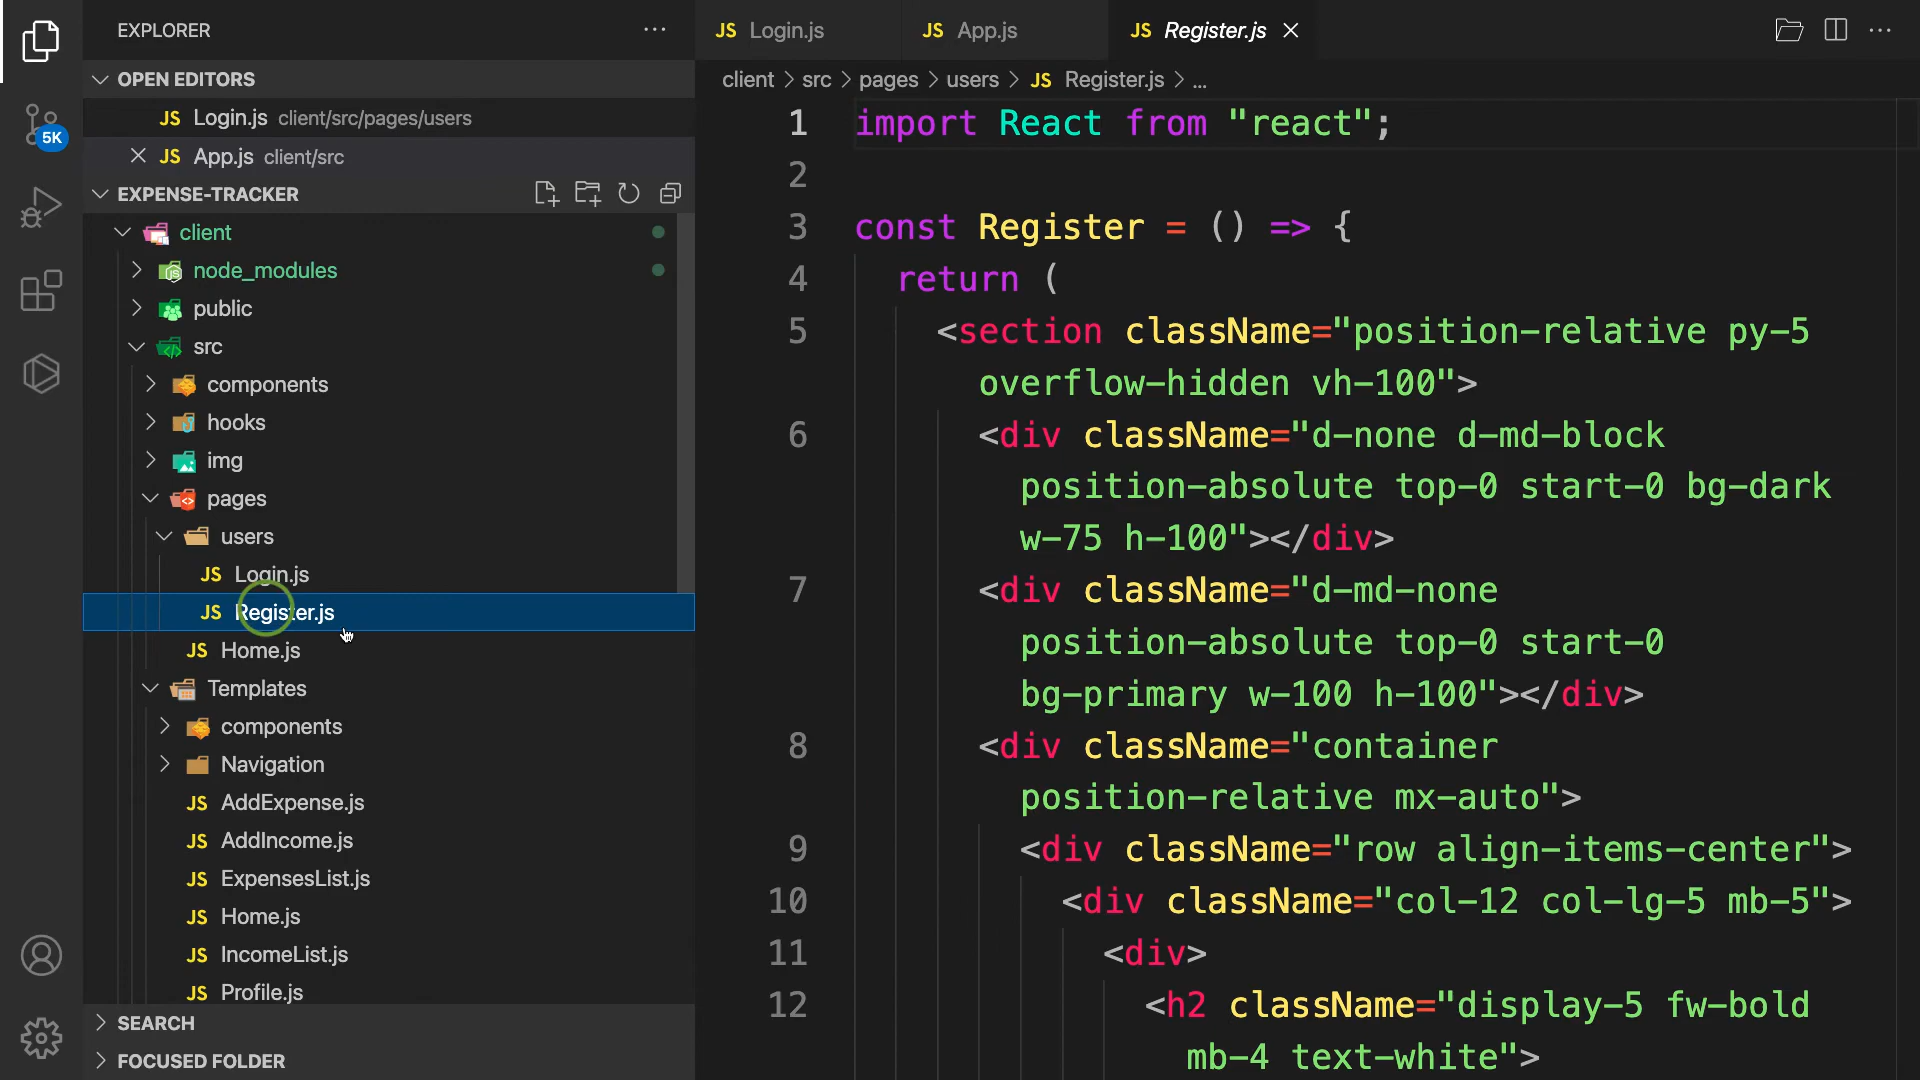 EXPLORER
OPEN EDITORS
JS Login.js client/src/pages/users
JS App.js client/src
EXPENSE-TRACKER
client
node_modules
public
src
components
hooks
img
pages
users
JS Login.js
JS Register.js
JS Home.js
Templates
components
Navigation
JS AddExpense.js
JS AddIncome.js
JS ExpensesList.js
JS Home.js
JS IncomeList.js
JS Profile.js
SEARCH
FOCUSED FOLDER
5K
JS Login.js
JS App.js
JS Register.js
client > src > pages > users > JS Register.js > ...
1 import React from "react";
2
3 const Register = () => {
4 return (
5 <section className="position-relative py-5
overflow-hidden vh-100">
6 <div className="d-none d-md-block
position-absolute top-0 start-0 bg-dark
w-75 h-100"></div>
7 <div className="d-md-none
position-absolute top-0 start-0
bg-primary w-100 h-100"></div>
8 <div className="container
position-relative mx-auto">
9 <div className="row align-items-center">
10 <div className="col-12 col-lg-5 mb-5">
11 <div>
12 <h2 className="display-5 fw-bold
mb-4 text-white">